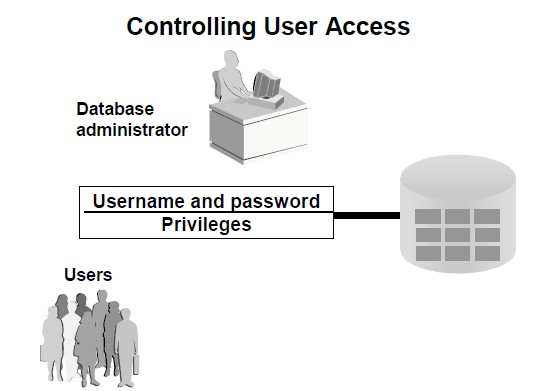 Controlling User Access
Database
administrator
Username and password
Privileges
Users